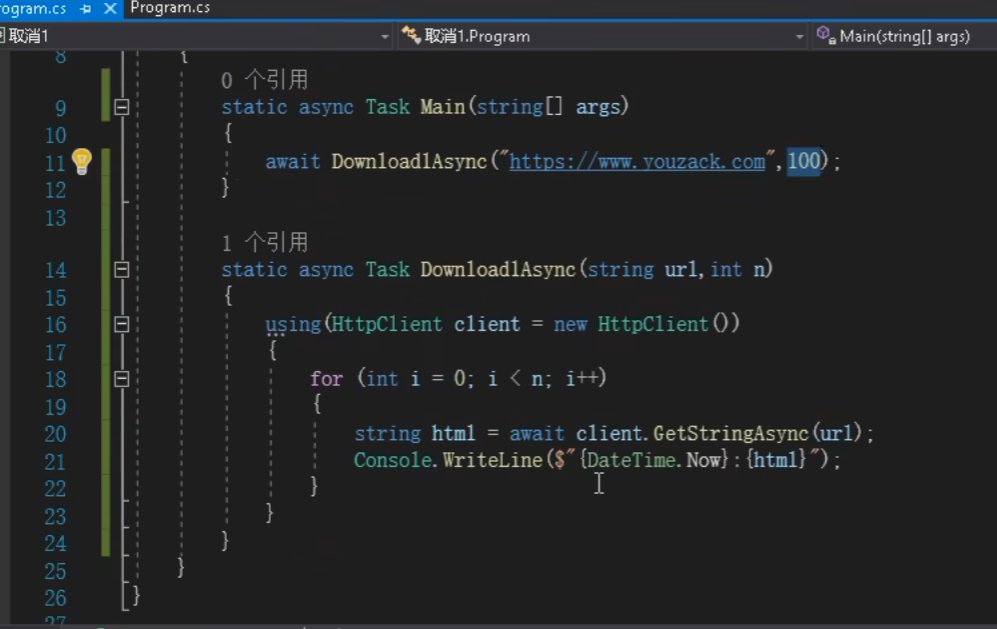 rogram.cs Program.cs
取消1 取消1.Program Main(string[] args)
8 {
0 个引用
9 static async Task Main(string[] args)
10 {
11 await Download1Async("https://www.youzack.com",100);
12 }
13
1 个引用
14 static async Task Download1Async(string url,int n)
15 {
16 using(HttpClient client = new HttpClient())
17 {
18 for (int i = 0; i < n; i++)
19 {
20 string html = await client.GetStringAsync(url);
21 Console.WriteLine($"{DateTime.Now}:{html}");
22 }
23 }
24 }
25 }
26 }
27